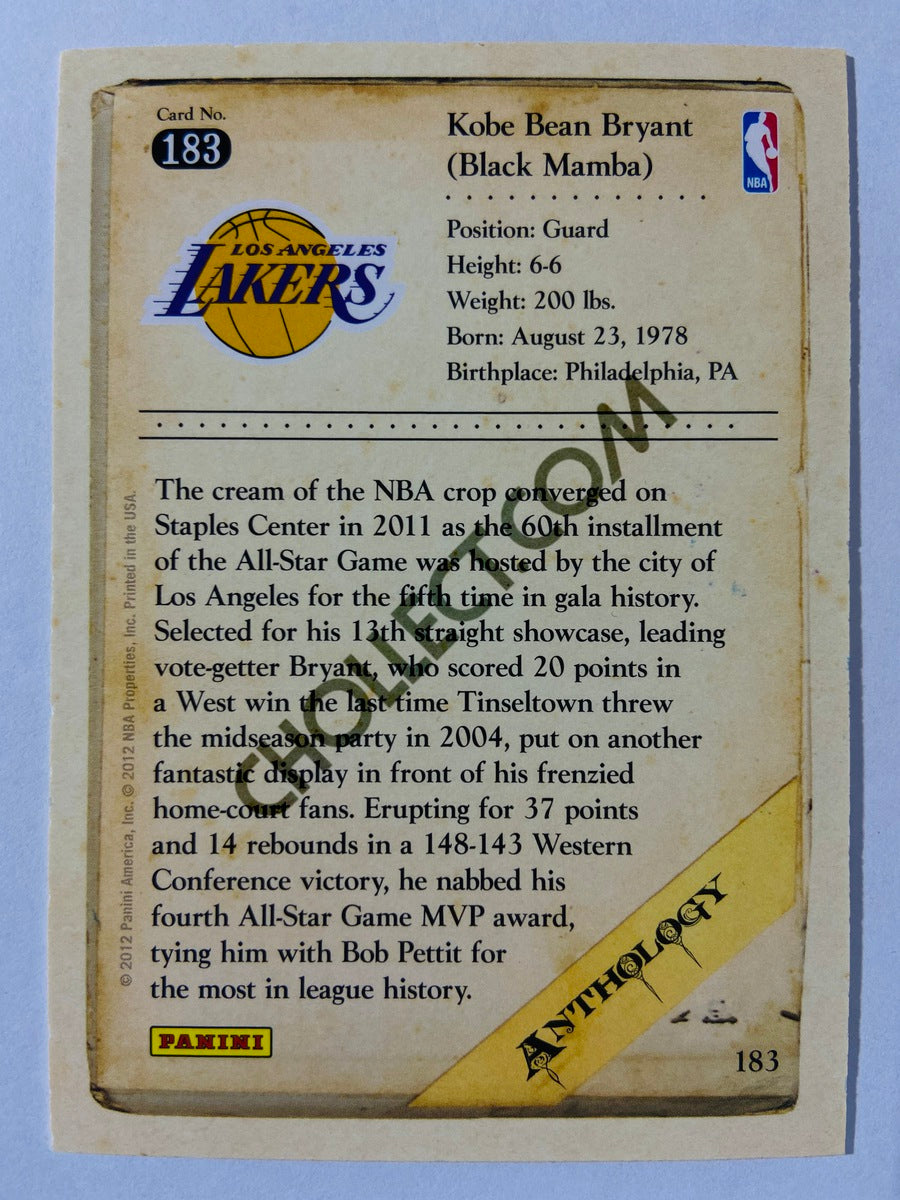 Card No.
183
LOS ANGELES
LAKERS
Kobe Bean Bryant
(Black Mamba)
NBA
Position: Guard
Height: 6-6
Weight: 200 lbs.
Born: August 23, 1978
Birthplace: Philadelphia, PA
The cream of the NBA crop converged on
Staples Center in 2011 as the 60th installment
of the All-Star Game was hosted by the city of
Los Angeles for the fifth time in gala history.
Selected for his 13th straight showcase, leading
vote-getter Bryant, who scored 20 points in
a West win the last time Tinseltown threw
the midseason party in 2004, put on another
fantastic display in front of his frenzied
home-court fans. Erupting for 37 points
and 14 rebounds in a 148-143 Western
Conference victory, he nabbed his
fourth All-Star Game MVP award,
tying him with Bob Pettit for
the most in league history.
© 2012 Panini America, Inc. © 2012 NBA Properties, Inc. Printed in the USA.
CHOLLECT.COM
PANINI
ANTHOLOGY
183